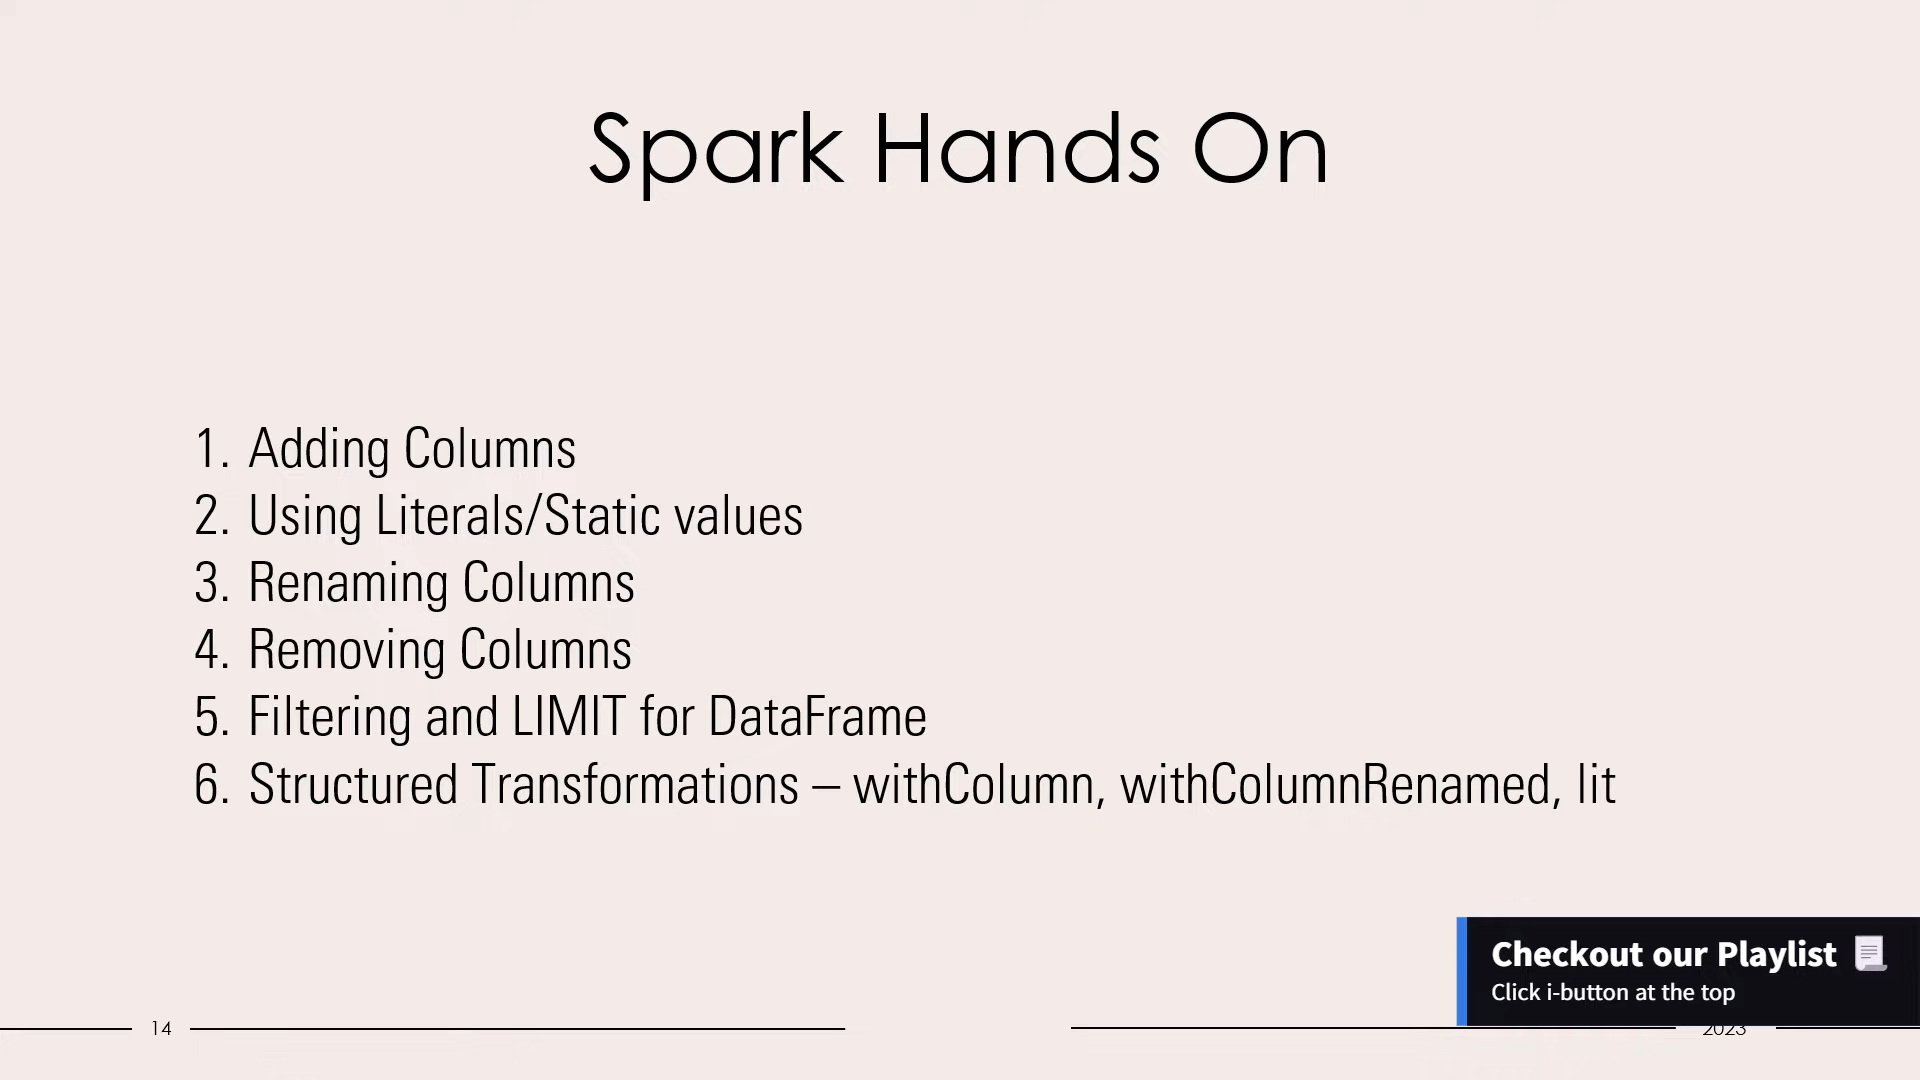 Spark Hands On
1. Adding Columns
2. Using Literals/Static values
3. Renaming Columns
4. Removing Columns
5. Filtering and LIMIT for DataFrame
6. Structured Transformations – withColumn, withColumnRenamed, lit
Checkout our Playlist
Click i-button at the top
14
2023